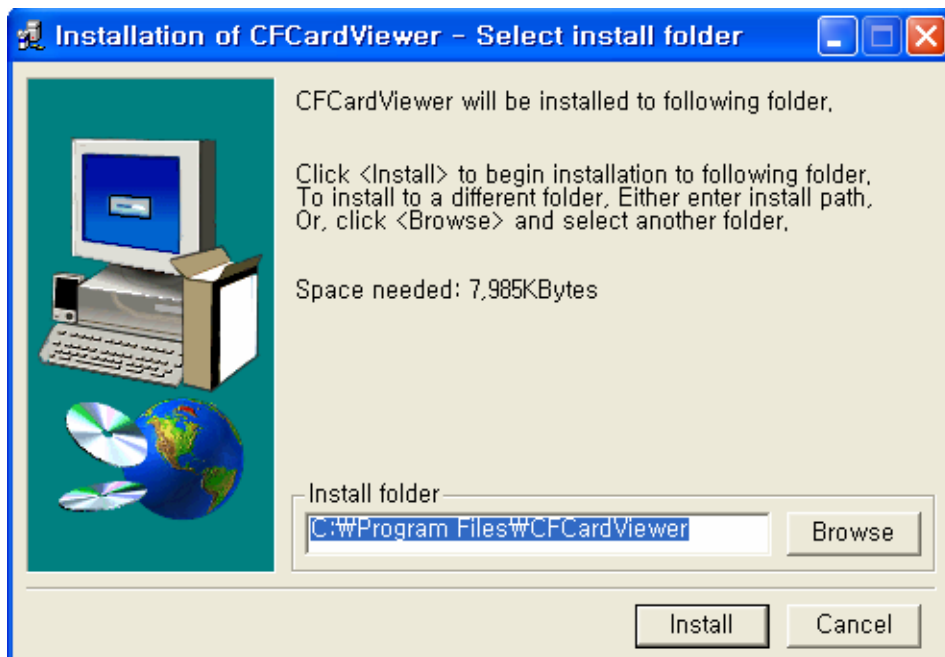 Installation of CFCardViewer - Select install folder
CFCardViewer will be installed to following folder.
Click <Install> to begin installation to following folder.
To install to a different folder, Either enter install path,
Or, click <Browse> and select another folder.
Space needed: 7,985KBytes
Install folder
C:₩Program Files₩CFCardViewer
Browse
Install
Cancel